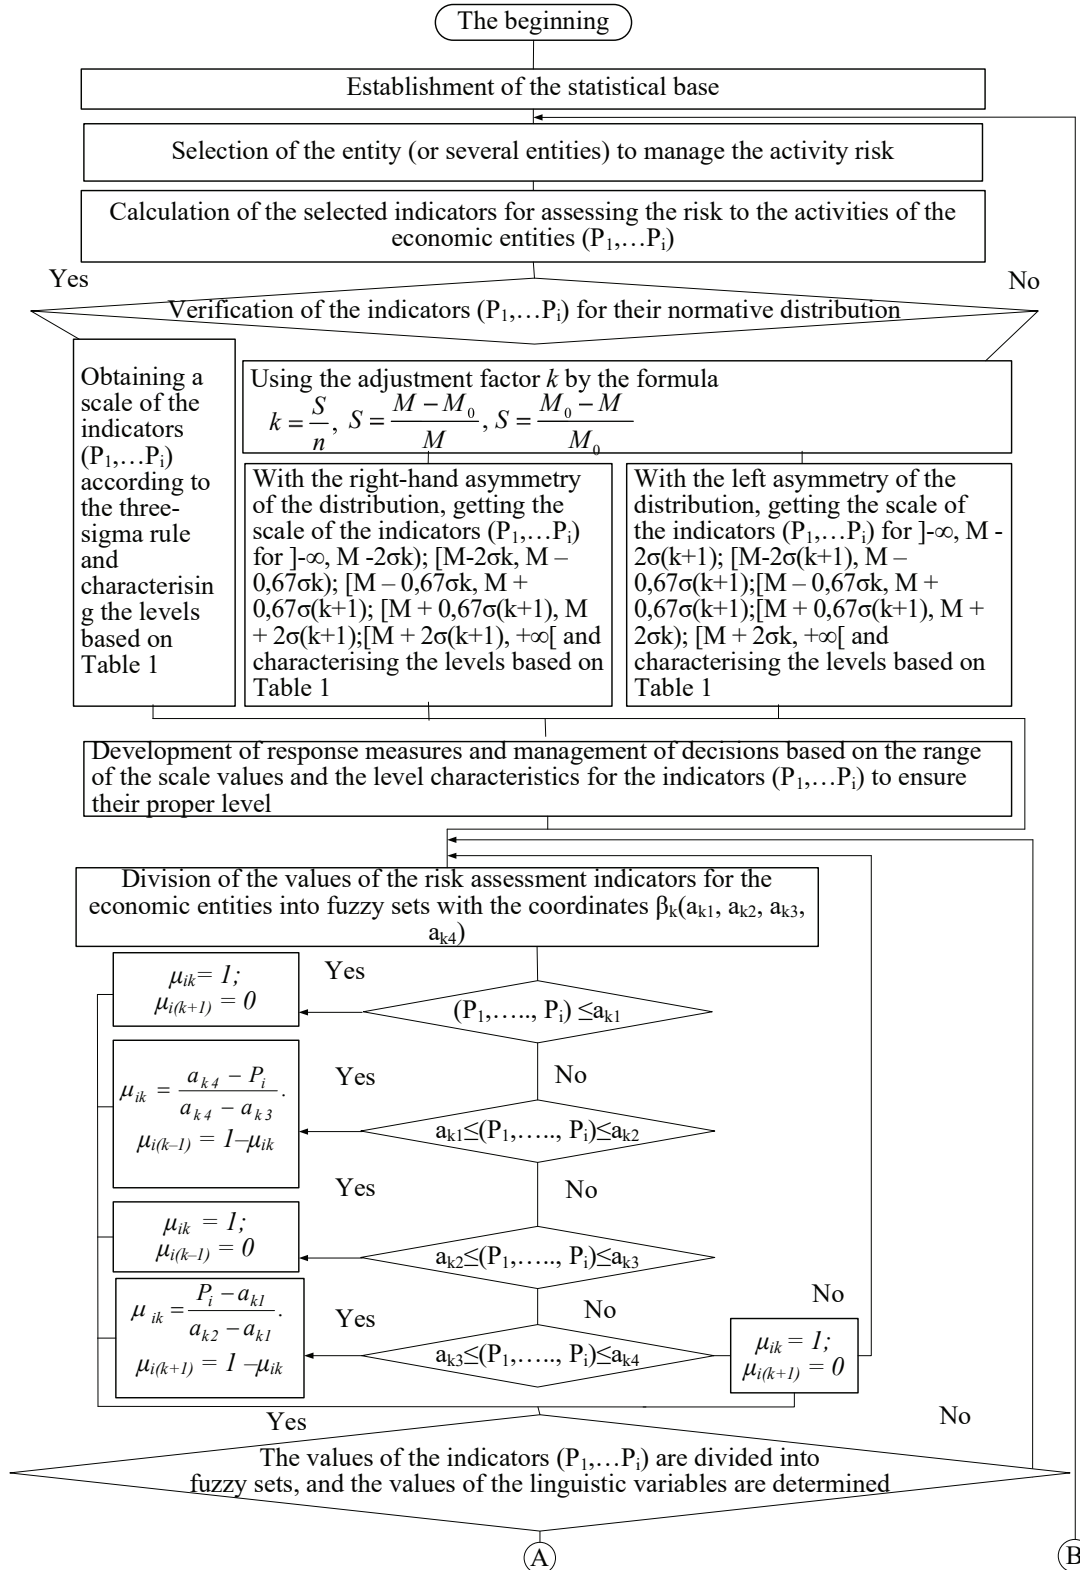 The beginning
Establishment of the statistical base
Selection of the entity (or several entities) to manage the activity risk
Calculation of the selected indicators for assessing the risk to the activities of the
economic entities (P₁,…Pᵢ)
Yes
No
Verification of the indicators (P₁,…Pᵢ) for their normative distribution
Obtaining a
scale of the
indicators
(P₁,…Pᵢ)
according to
the three-
sigma rule
and
characterisin
g the levels
based on
Table 1
Using the adjustment factor k by the formula
k = S/n, S = (M − M₀)/M, S = (M₀ − M)/M₀
With the right-hand asymmetry
of the distribution, getting the
scale of the indicators (P₁,…Pᵢ)
for ]-∞, M -2σk); [M-2σk, M –
0,67σk); [M – 0,67σk, M +
0,67σ(k+1); [M + 0,67σ(k+1), M
+ 2σ(k+1);[M + 2σ(k+1), +∞[ and
characterising the levels based on
Table 1
With the left asymmetry of
the distribution, getting the
scale of the indicators
(P₁,…Pᵢ) for ]-∞, M -
2σ(k+1); [M-2σ(k+1), M –
0,67σ(k+1);[M – 0,67σk, M +
0,67σ(k+1);[M + 0,67σ(k+1), M +
2σk); [M + 2σk, +∞[ and
characterising the levels based on
Table 1
Development of response measures and management of decisions based on the range
of the scale values and the level characteristics for the indicators (P₁,…Pᵢ) to ensure
their proper level
Division of the values of the risk assessment indicators for the
economic entities into fuzzy sets with the coordinates βₖ(aₖ₁, aₖ₂, aₖ₃,
aₖ₄)
μᵢₖ= 1;
μᵢ₍ₖ₊₁₎ = 0
Yes
(P₁,….., Pᵢ) ≤aₖ₁
No
μᵢₖ = (aₖ₄ − Pᵢ)/(aₖ₄ − aₖ₃).
μᵢ₍ₖ₋₁₎ = 1–μᵢₖ
Yes
aₖ₁≤(P₁,….., Pᵢ)≤aₖ₂
No
μᵢₖ = 1;
μᵢ₍ₖ₋₁₎ = 0
Yes
aₖ₂≤(P₁,….., Pᵢ)≤aₖ₃
No
μᵢₖ = (Pᵢ − aₖ₁)/(aₖ₂ − aₖ₁).
μᵢ₍ₖ₊₁₎ = 1 –μᵢₖ
Yes
aₖ₃≤(P₁,….., Pᵢ)≤aₖ₄
No
μᵢₖ = 1;
μᵢ₍ₖ₊₁₎ = 0
Yes
No
The values of the indicators (P₁,…Pᵢ) are divided into
fuzzy sets, and the values of the linguistic variables are determined
A
B